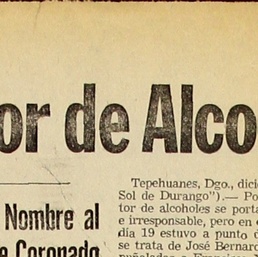 or de Alco
Nombre al
e Coronado
Tepehuanes, Dgo., dici
Sol de Durango").— Po
tor de alcoholes se porta
e irresponsable, pero en e
día 19 estuvo a punto d
se trata de José Bernard